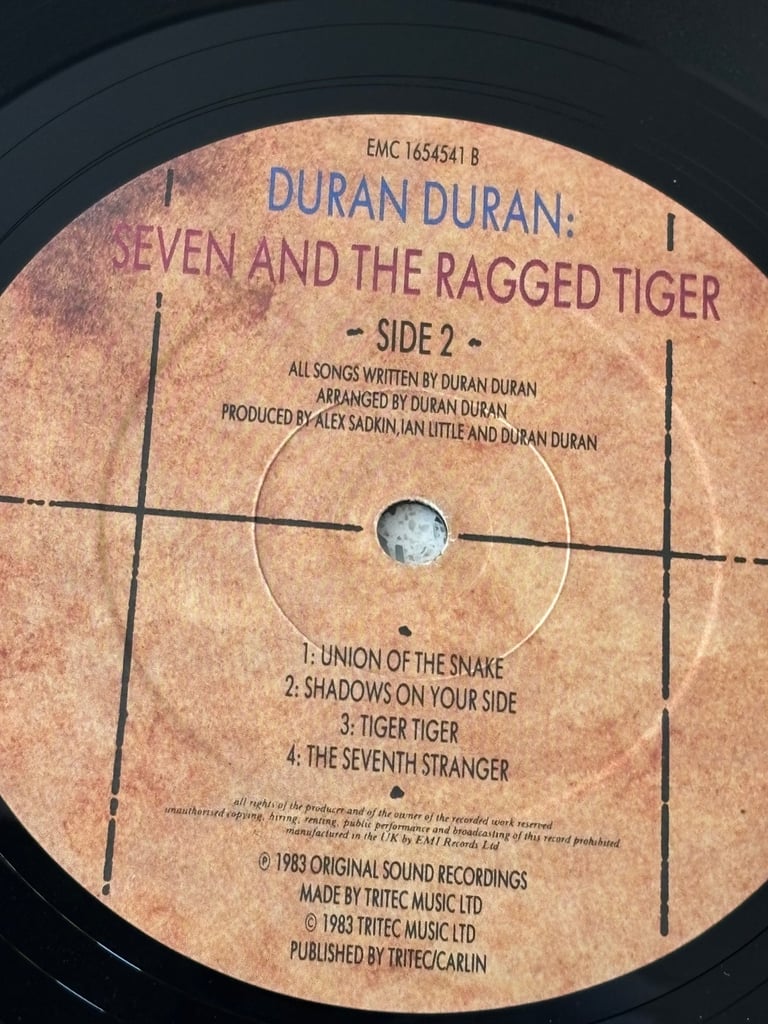 EMC 1654541 B
DURAN DURAN:
SEVEN AND THE RAGGED TIGER
~ SIDE 2 ~
ALL SONGS WRITTEN BY DURAN DURAN
ARRANGED BY DURAN DURAN
PRODUCED BY ALEX SADKIN, IAN LITTLE AND DURAN DURAN
1: UNION OF THE SNAKE
2: SHADOWS ON YOUR SIDE
3: TIGER TIGER
4: THE SEVENTH STRANGER
all rights of the producer and of the owner of the recorded work reserved
unauthorised copying, hiring, renting, public performance and broadcasting of this record prohibited
manufactured in the UK by EMI Records Ltd
℗ 1983 ORIGINAL SOUND RECORDINGS
MADE BY TRITEC MUSIC LTD
© 1983 TRITEC MUSIC LTD
PUBLISHED BY TRITEC/CARLIN